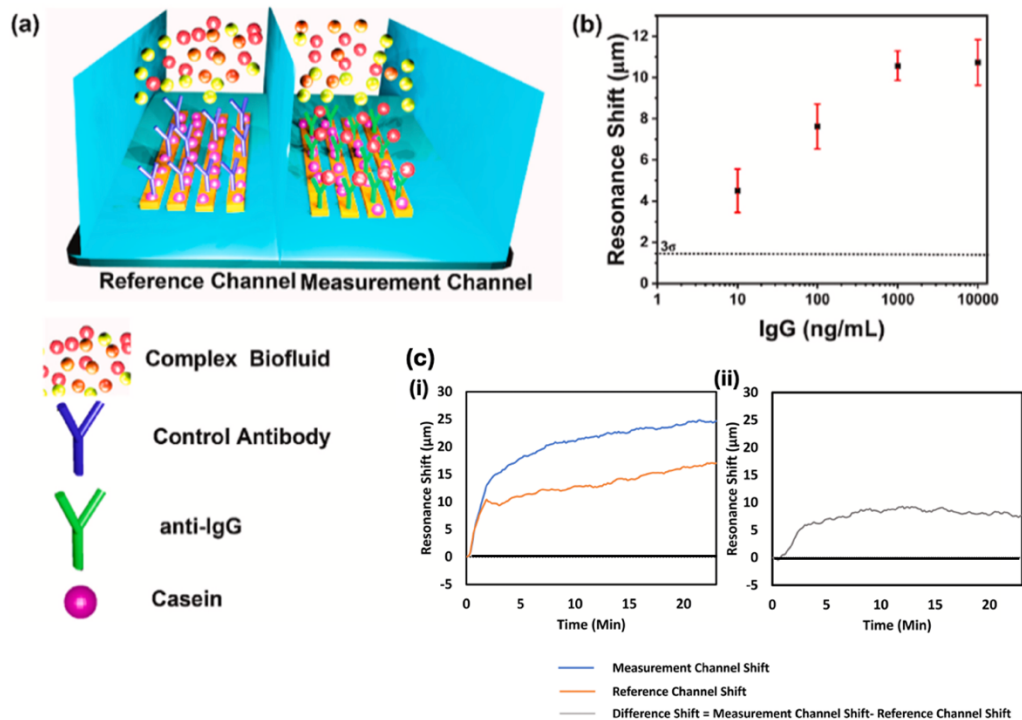 (a)
Reference Channel Measurement Channel
Complex Biofluid
Control Antibody
anti-IgG
Casein
(b)
Resonance Shift (μm)
12
10
8
6
4
2
0
3σ
1 10 100 1000 10000
IgG (ng/mL)
(c)
(i)
Resonance Shift (μm)
30
25
20
15
10
5
0
-5
0 5 10 15 20
Time (Min)
(ii)
Resonance Shift (μm)
30
25
20
15
10
5
0
-5
0 5 10 15 20
Time (Min)
Measurement Channel Shift
Reference Channel Shift
Difference Shift = Measurement Channel Shift- Reference Channel Shift